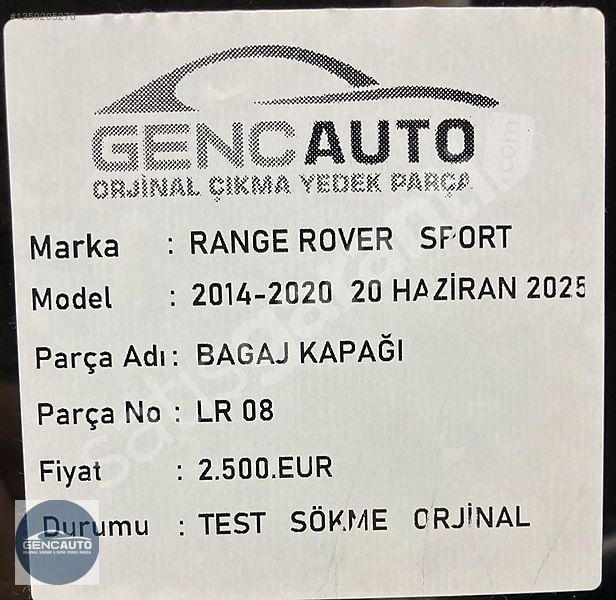 #1259205270
GENCAUTO
ORJİNAL ÇIKMA YEDEK PARÇA
Marka : RANGE ROVER SPORT
Model : 2014-2020 20 HAZİRAN 2025
Parça Adı : BAGAJ KAPAĞI
Parça No : LR 08
Fiyat : 2.500.EUR
Durumu : TEST SÖKME ORJİNAL
GENCAUTO